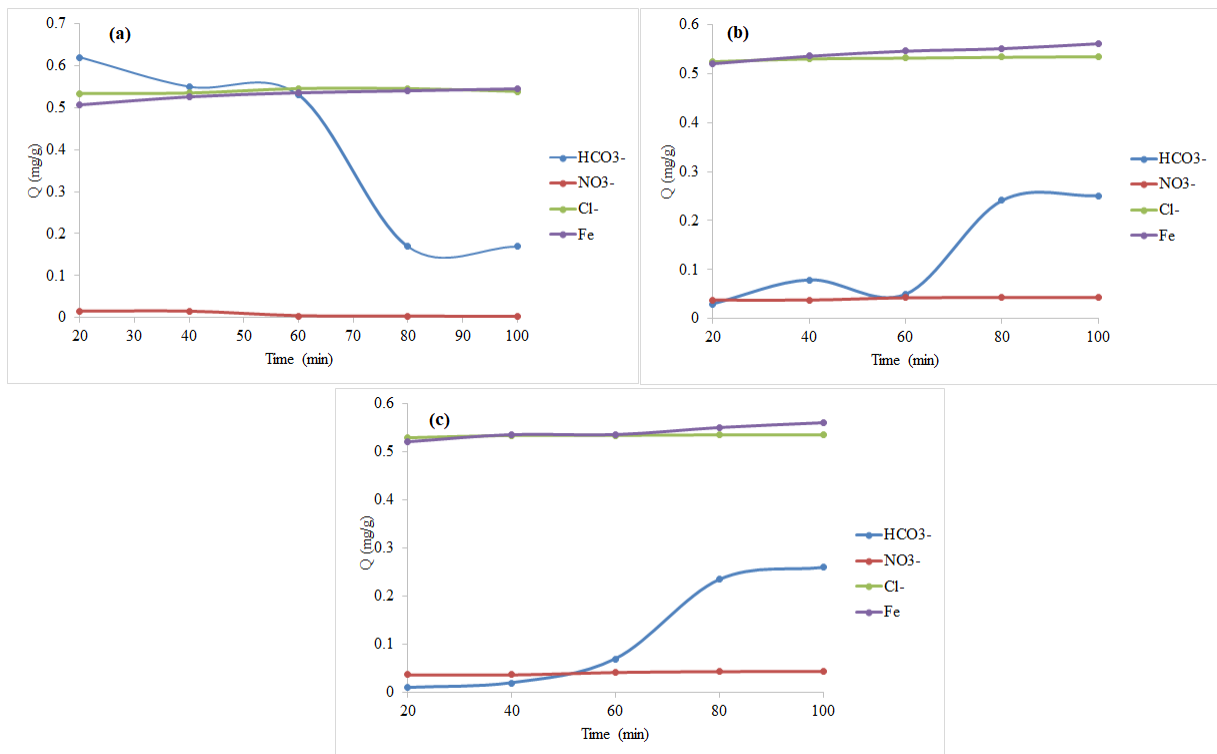 (a)
0.7
0.6
0.5
0.4
0.3
0.2
0.1
0
Q (mg/g)
20 30 40 50 60 70 80 90 100
Time (min)
HCO3-
NO3-
Cl-
Fe
(b)
0.6
0.5
0.4
0.3
0.2
0.1
0
Q (mg/g)
20 40 60 80 100
Time (min)
HCO3-
NO3-
Cl-
Fe
(c)
0.6
0.5
0.4
0.3
0.2
0.1
0
Q (mg/g)
20 40 60 80 100
Time (min)
HCO3-
NO3-
Cl-
Fe